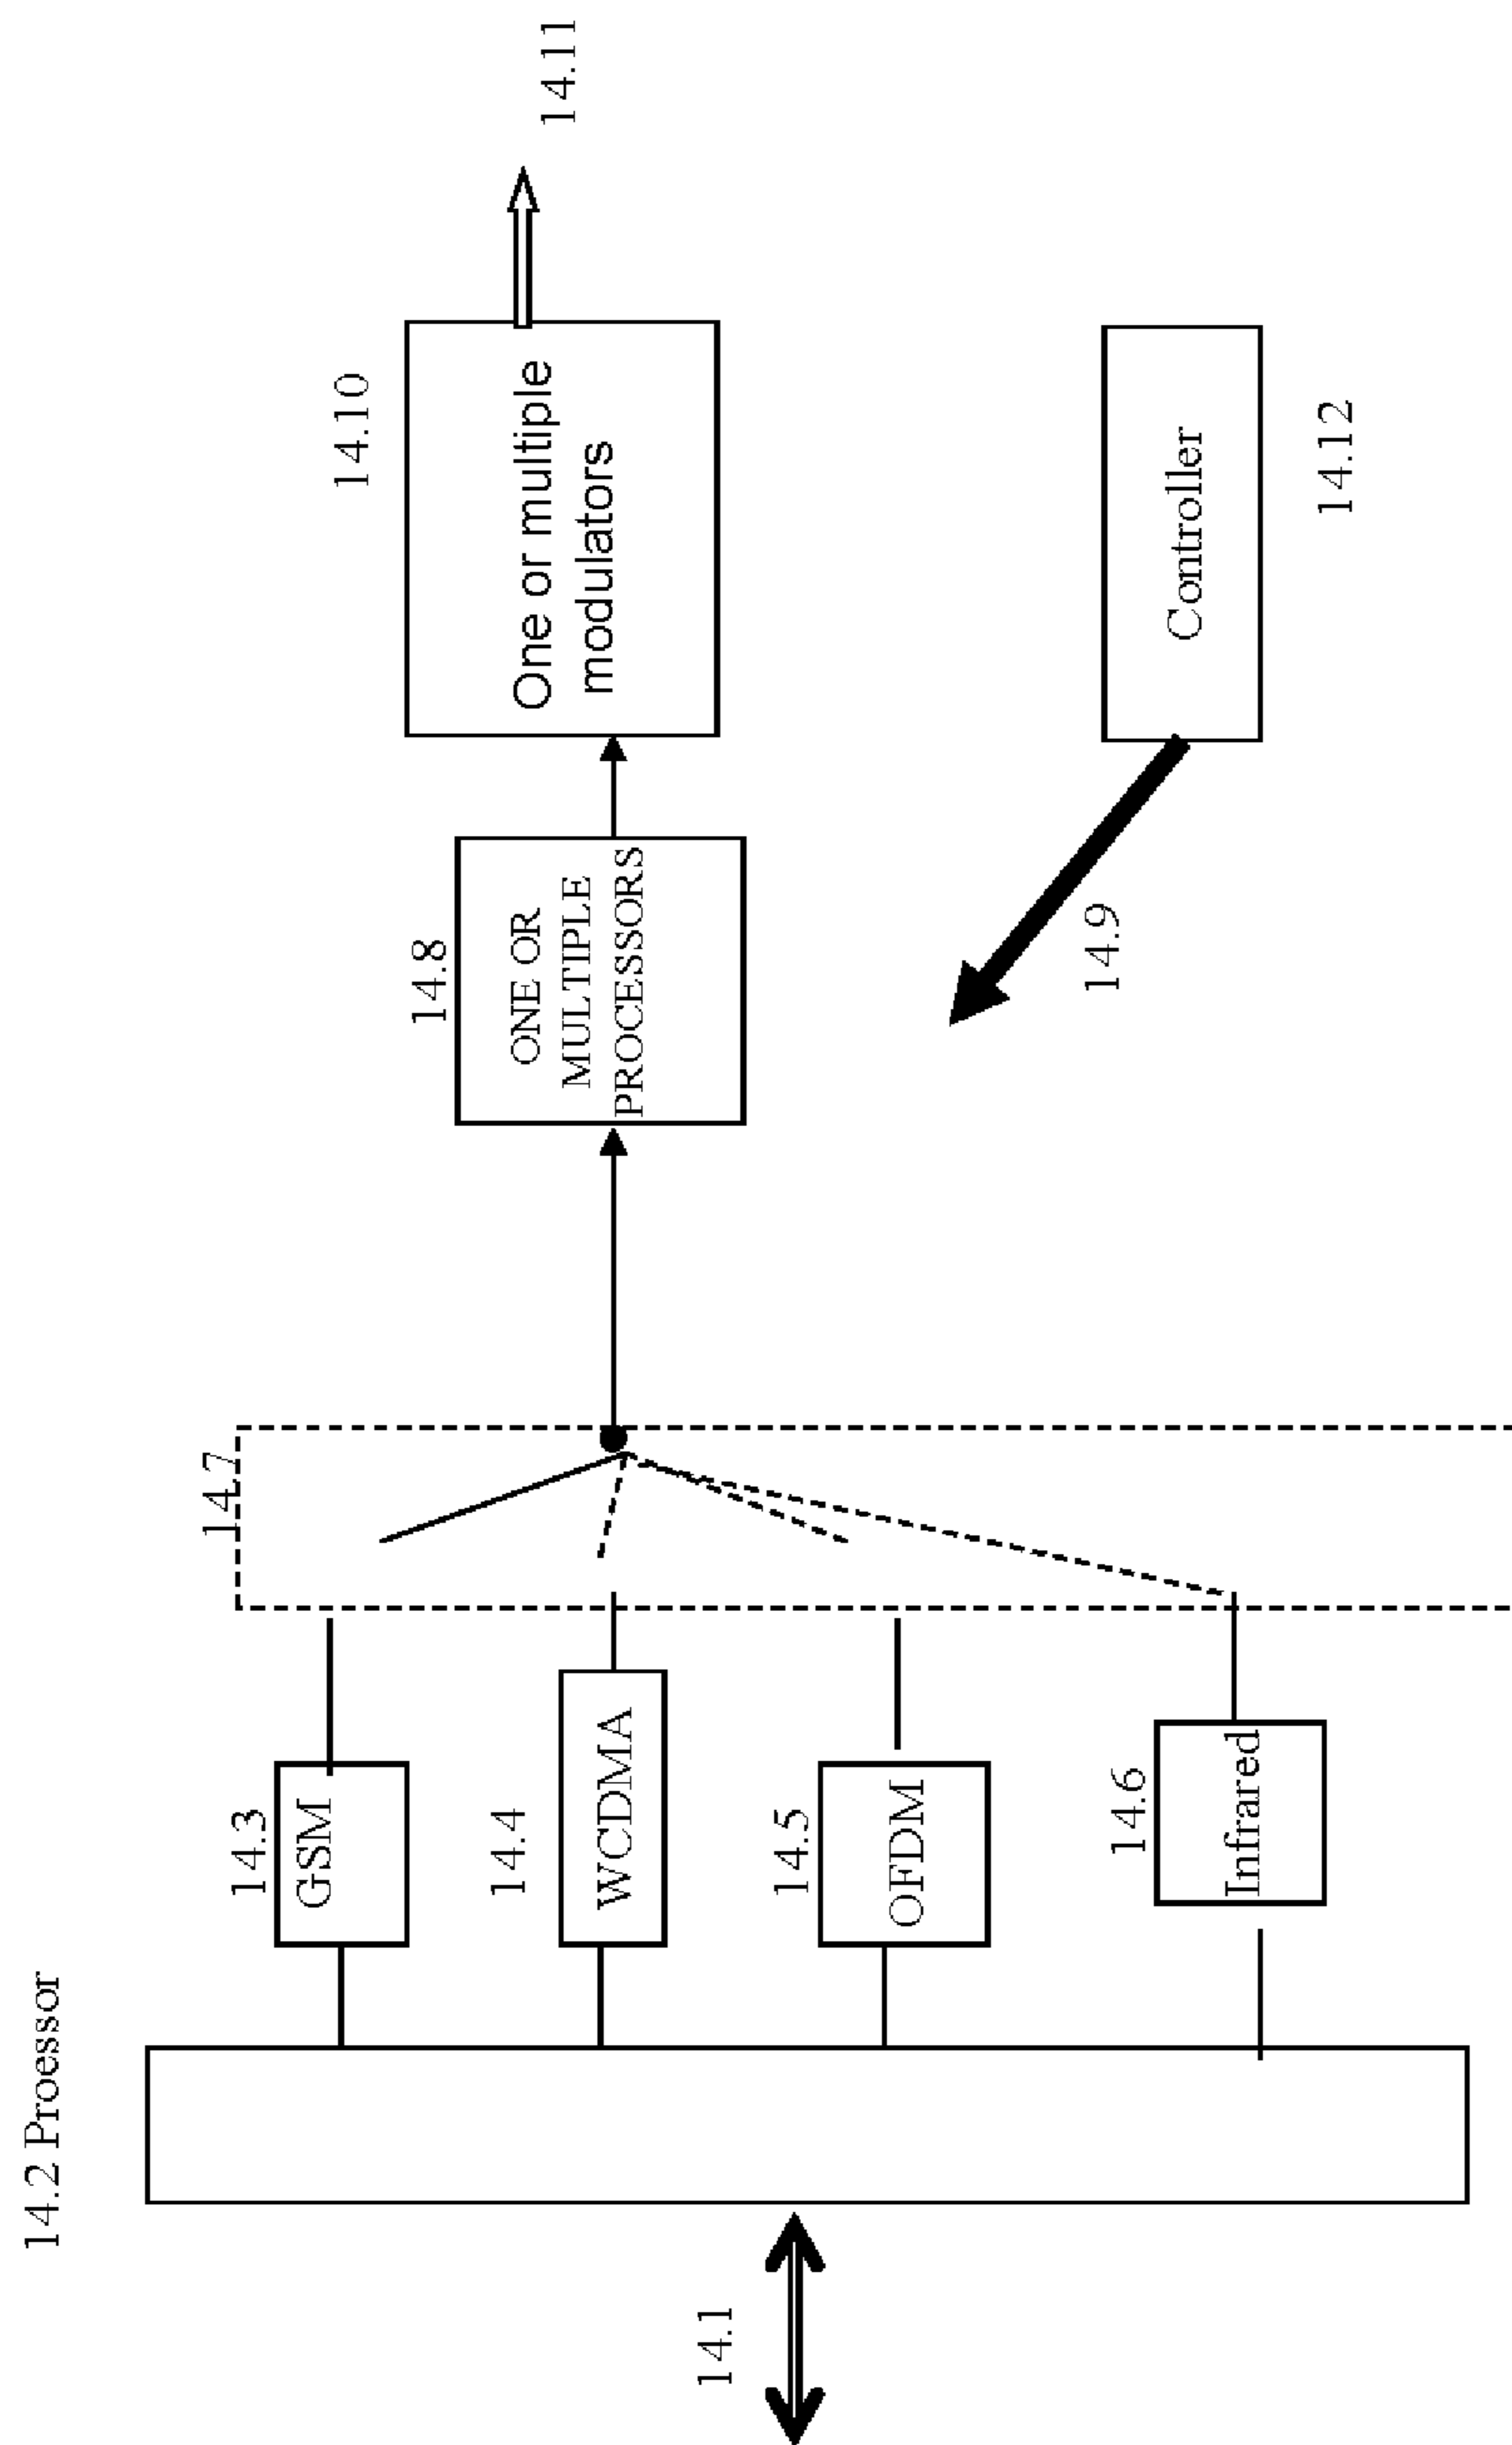 14.2 Proessor
14.1
14.3
GSM
14.4
WCDMA
14.5
OFDM
14.6
Infrared
14.7
14.8
ONE OR
MULTIPLE
PROCESSORS
14.9
14.10
One or multiple
modulators
14.11
Controller
14.12